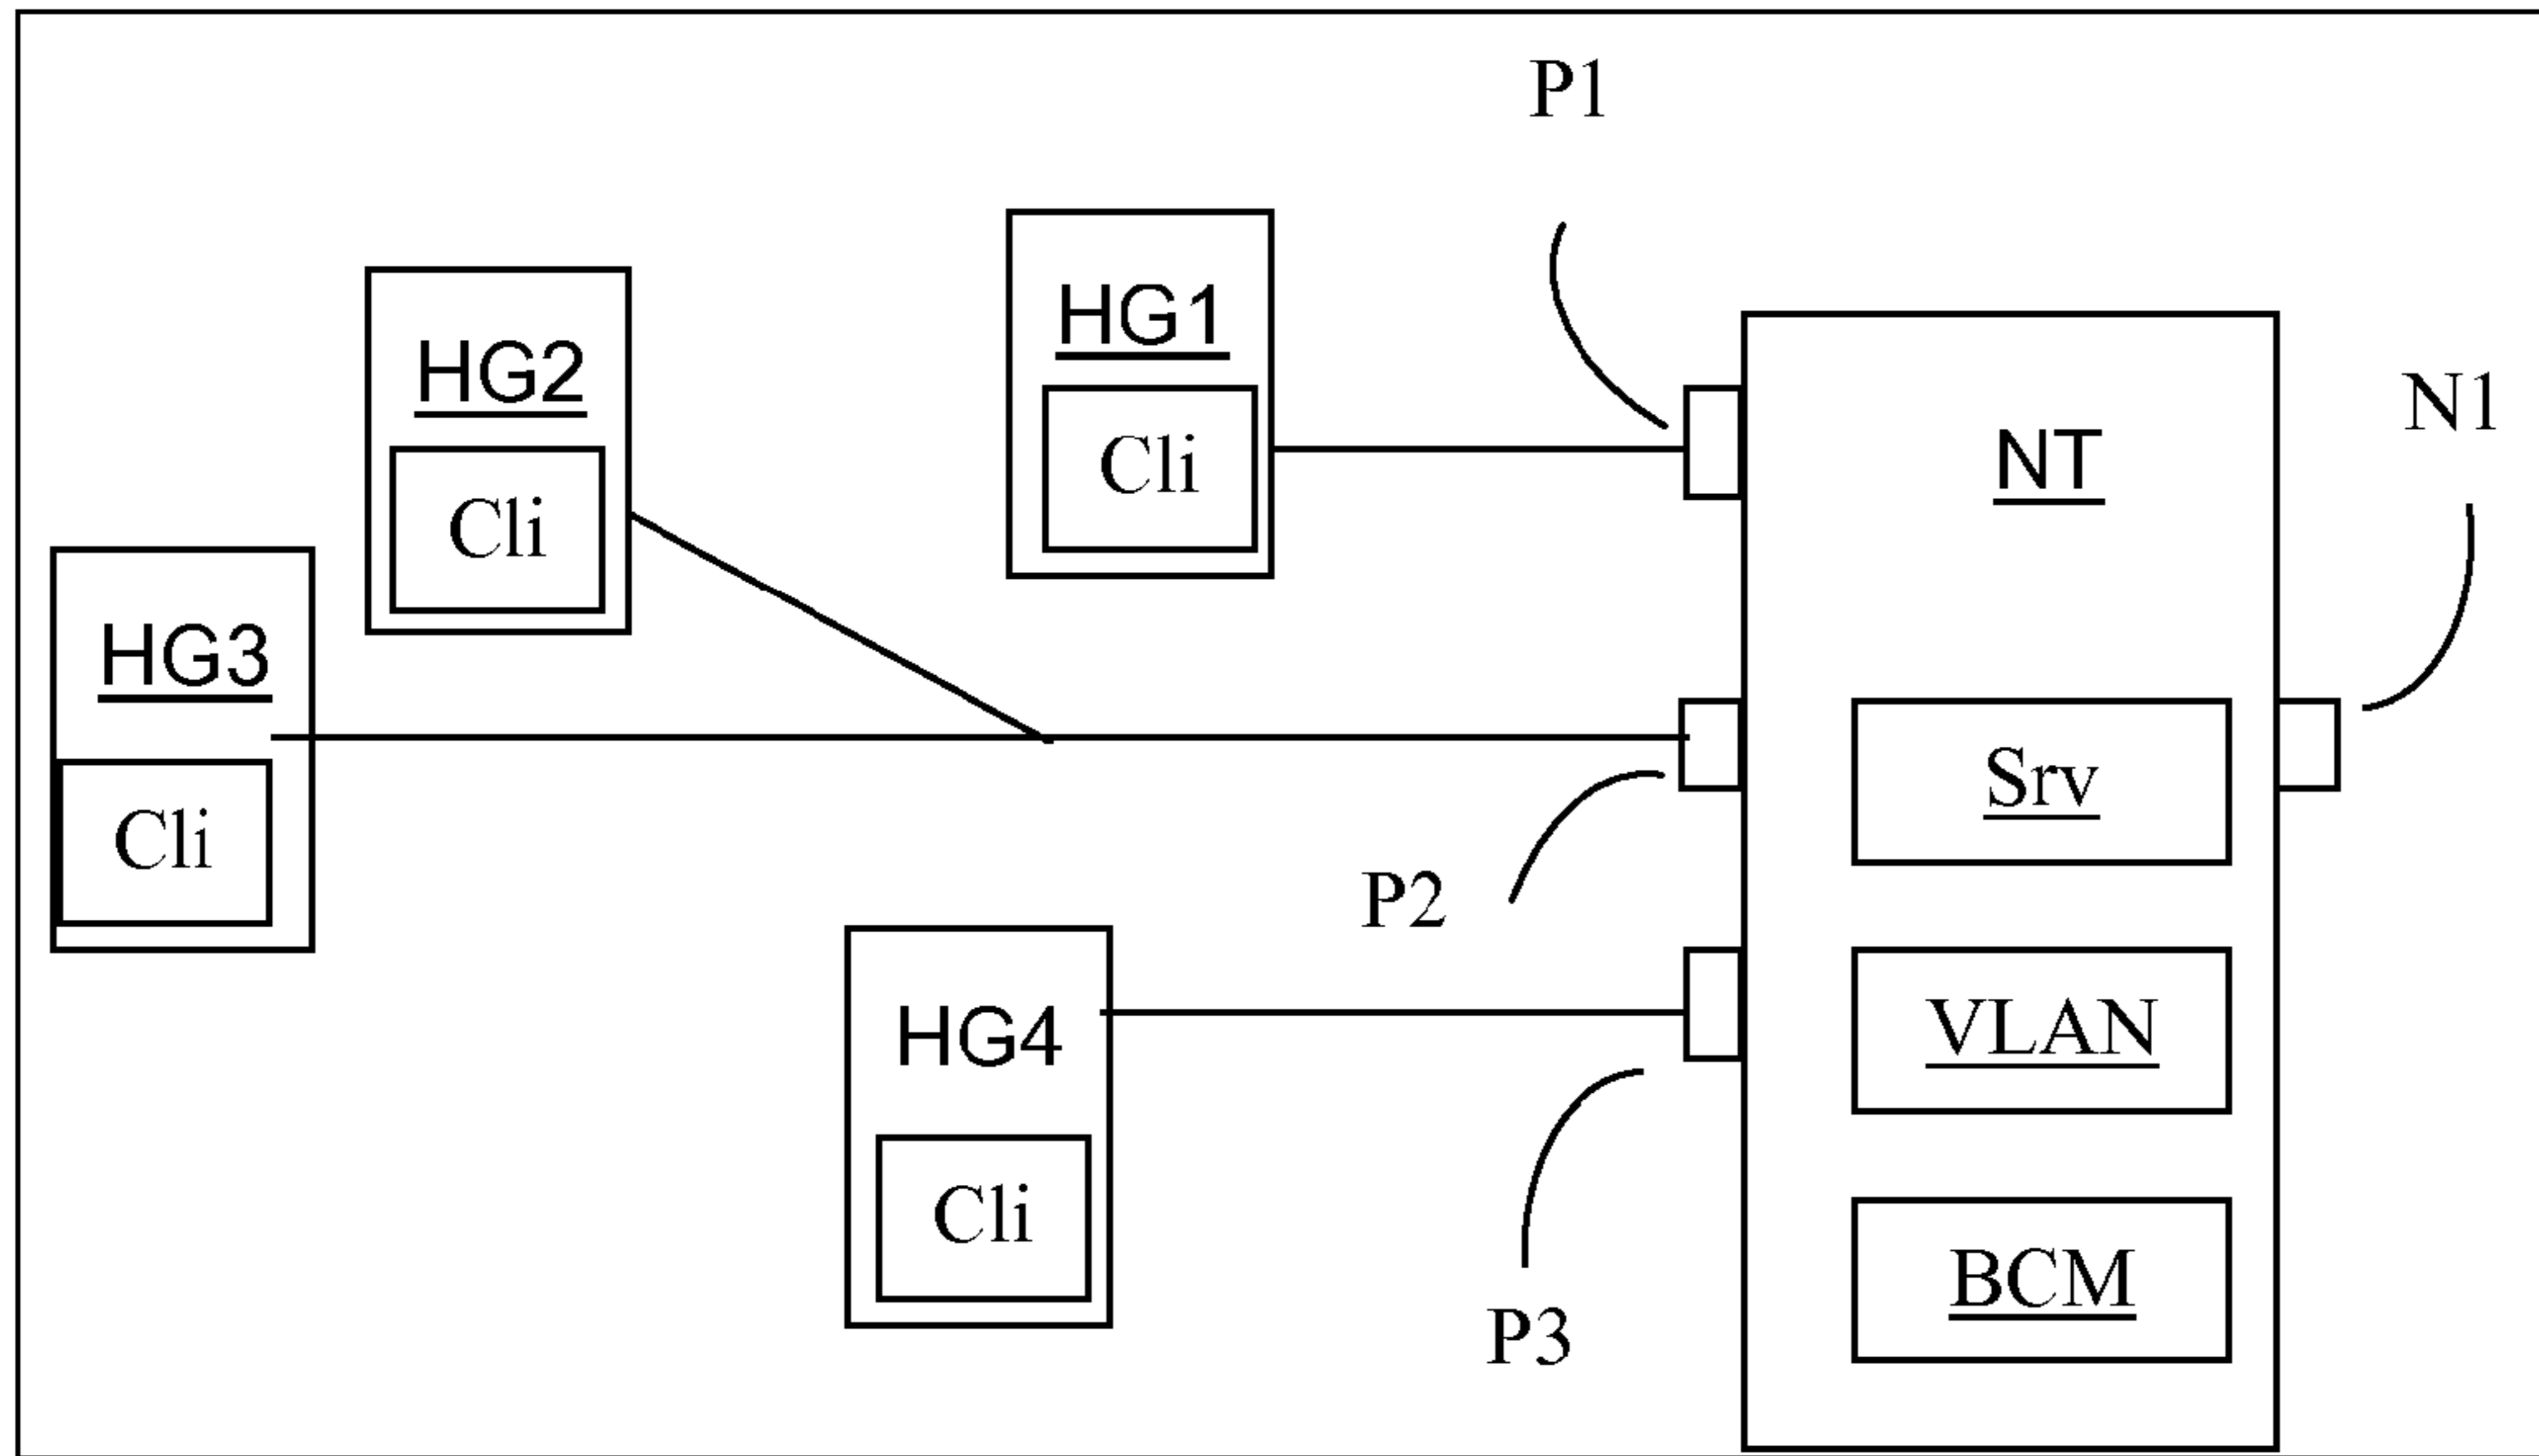 P1
HG1
Cli
HG2
Cli
HG3
Cli
NT
N1
Srv
P2
VLAN
HG4
Cli
BCM
P3